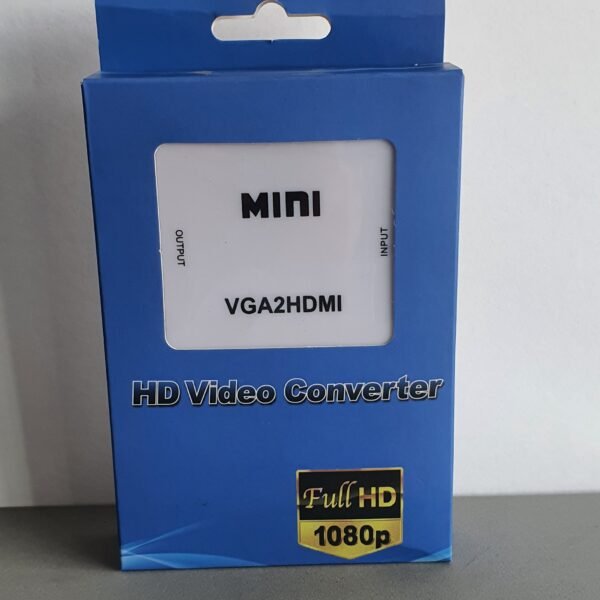 MINI
OUTPUT
INPUT
VGA2HDMI
HD Video Converter
Full HD
1080p